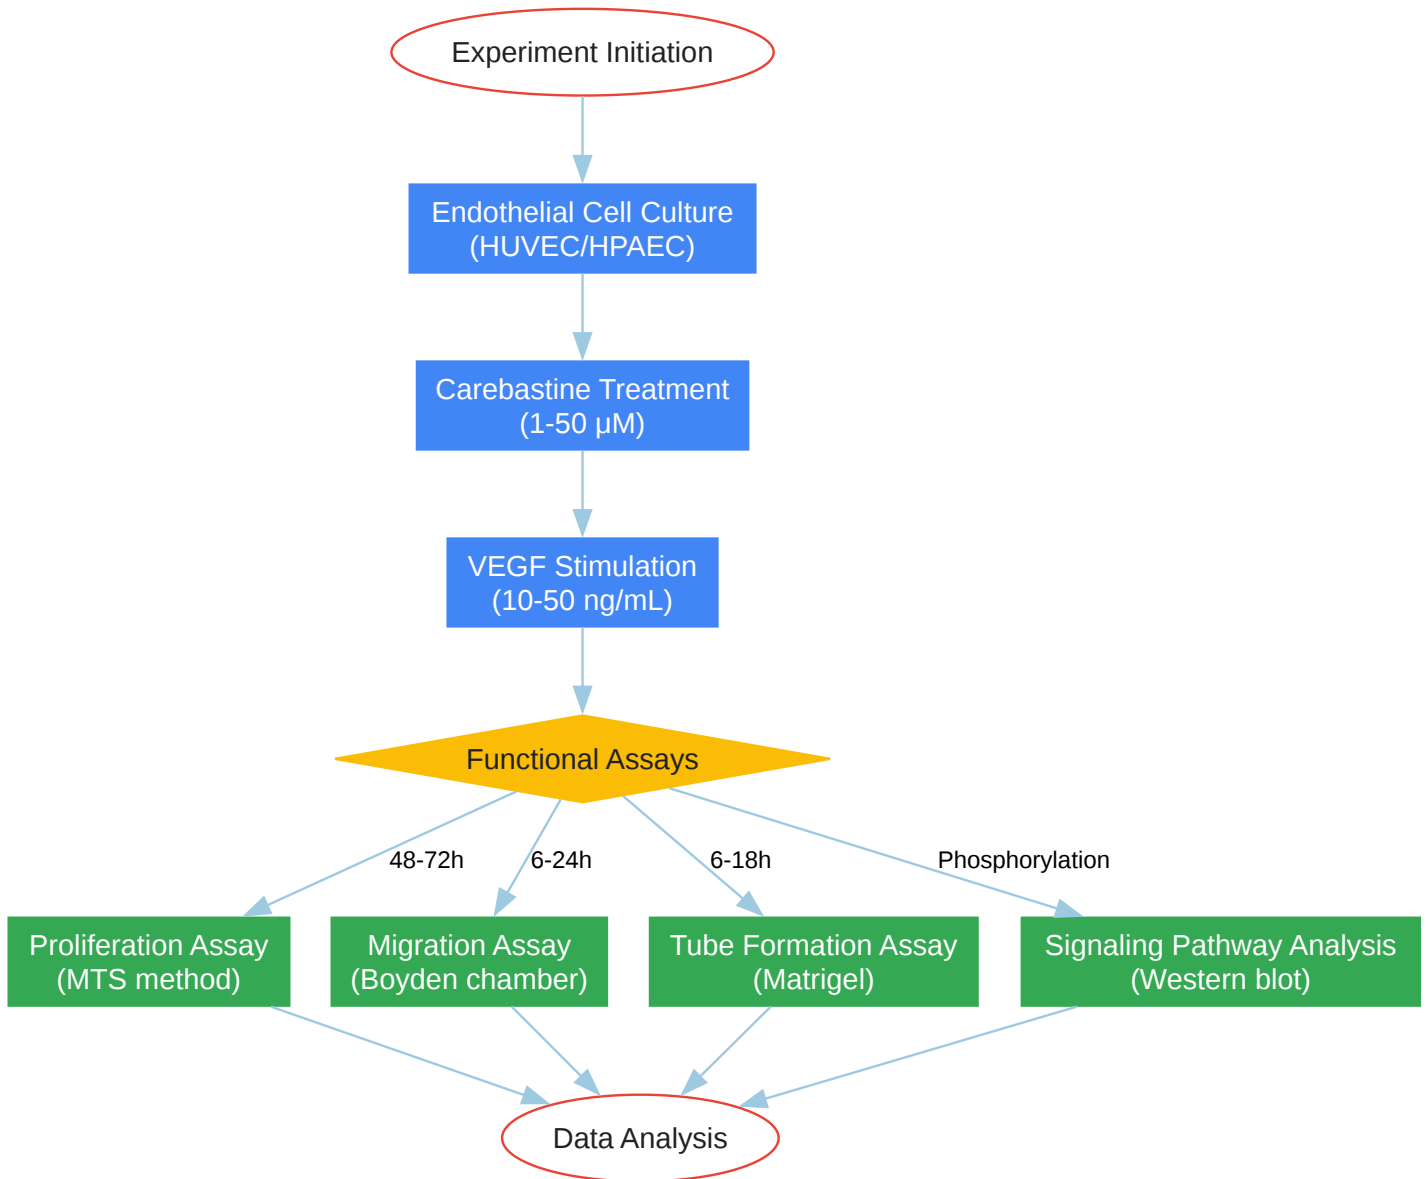 Experiment Initiation
Endothelial Cell Culture
(HUVEC/HPAEC)
Carebastine Treatment
(1-50 μM)
VEGF Stimulation
(10-50 ng/mL)
Functional Assays
48-72h
6-24h
6-18h
Phosphorylation
Proliferation Assay
(MTS method)
Migration Assay
(Boyden chamber)
Tube Formation Assay
(Matrigel)
Signaling Pathway Analysis
(Western blot)
Data Analysis